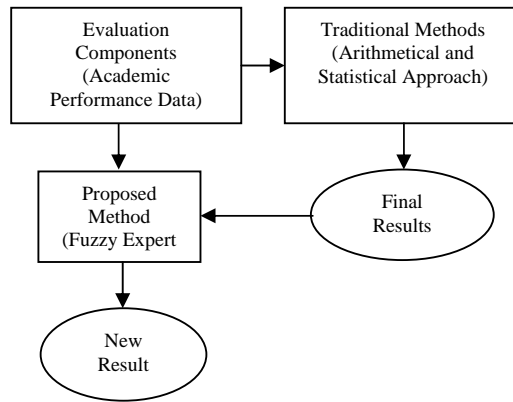 Evaluation
Components
(Academic
Performance Data)
Traditional Methods
(Arithmetical and
Statistical Approach)
Proposed
Method
(Fuzzy Expert
Final
Results
New
Result